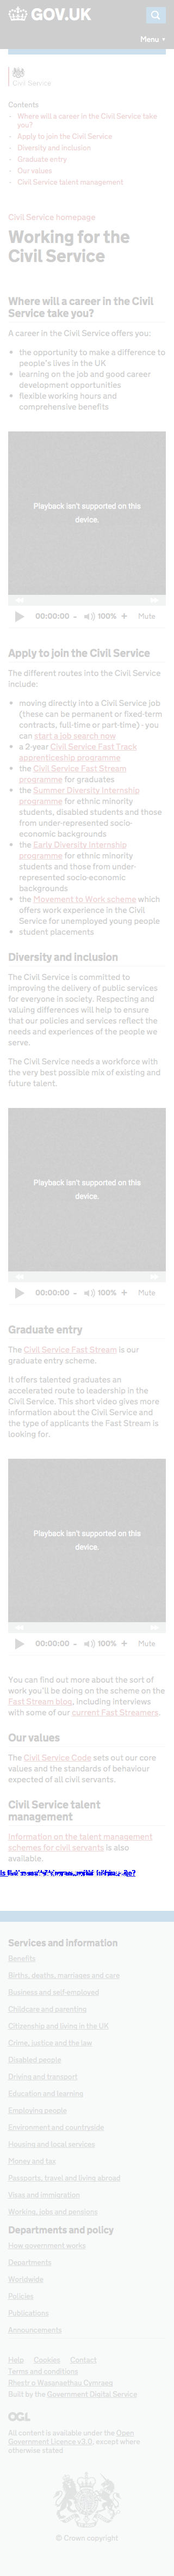 GOV.UK
Menu
Civil Service
Contents
Where will a career in the Civil Service take
you?
Apply to join the Civil Service
Diversity and inclusion
Graduate entry
Our values
Civil Service talent management
Civil Service homepage
Working for the
Civil Service
Where will a career in the Civil
Service take you?
A career in the Civil Service offers you:
the opportunity to make a difference to
people's lives in the UK
learning on the job and good career
development opportunities
flexible working hours and
comprehensive benefits
Playback isn't supported on this
device.
00:00:00 - 100% + Mute
Apply to join the Civil Service
The different routes into the Civil Service
include:
moving directly into a Civil Service job
(these can be permanent or fixed-term
contracts, full-time or part-time) - you
can start a job search now
a 2-year Civil Service Fast Track
apprenticeship programme
the Civil Service Fast Stream
programme for graduates
the Summer Diversity Internship
programme for ethnic minority
students, disabled students and those
from under-represented socio-
economic backgrounds
the Early Diversity Internship
programme for ethnic minority
students and those from under-
represented socio-economic
backgrounds
the Movement to Work scheme which
offers work experience in the Civil
Service for unemployed young people
student placements
Diversity and inclusion
The Civil Service is committed to
improving the delivery of public services
for everyone in society. Respecting and
valuing differences will help to ensure
that our policies and services reflect the
needs and experiences of the people we
serve.
The Civil Service needs a workforce with
the very best possible mix of existing and
future talent.
Playback isn't supported on this
device.
00:00:00 - 100% + Mute
Graduate entry
The Civil Service Fast Stream is our
graduate entry scheme.
It offers talented graduates an
accelerated route to leadership in the
Civil Service. This short video gives more
information about the Civil Service and
the type of applicants the Fast Stream is
looking for.
Playback isn't supported on this
device.
00:00:00 - 100% + Mute
You can find out more about the sort of
work you'll be doing on the scheme on the
Fast Stream blog, including interviews
with some of our current Fast Streamers.
Our values
The Civil Service Code sets out our core
values and the standards of behaviour
expected of all civil servants.
Civil Service talent
management
Information on the talent management
schemes for civil servants is also
available.
Services and information
Benefits
Births, deaths, marriages and care
Business and self-employed
Childcare and parenting
Citizenship and living in the UK
Crime, justice and the law
Disabled people
Driving and transport
Education and learning
Employing people
Environment and countryside
Housing and local services
Money and tax
Passports, travel and living abroad
Visas and immigration
Working, jobs and pensions
Departments and policy
How government works
Departments
Worldwide
Policies
Publications
Announcements
Help Cookies Contact
Terms and conditions
Rhestr o Wasanaethau Cymraeg
Built by the Government Digital Service
OGL
All content is available under the Open
Government Licence v3.0, except where
otherwise stated
© Crown copyright